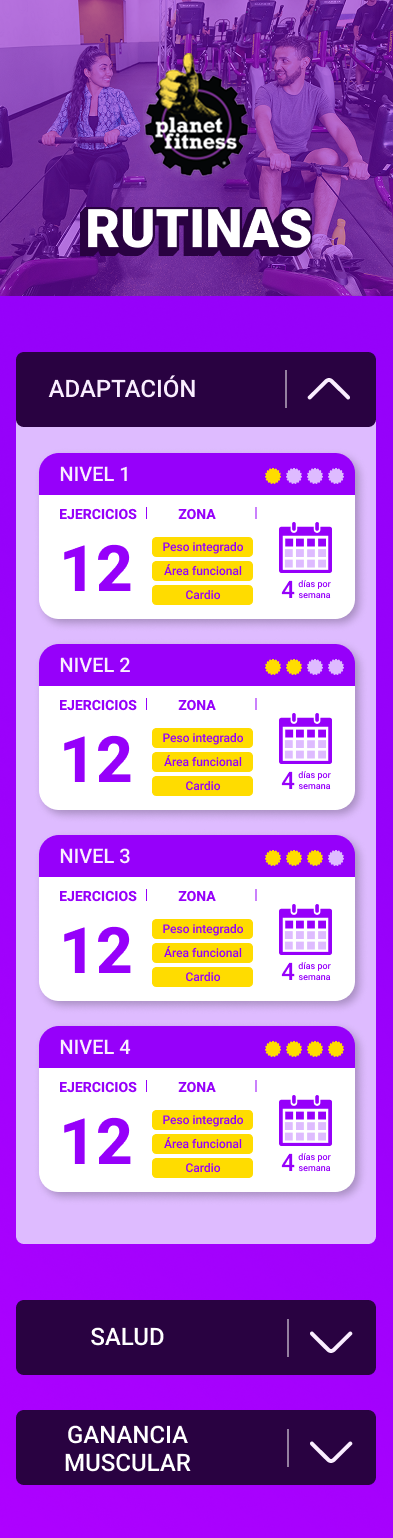 planet
fitness
RUTINAS
ADAPTACIÓN
NIVEL 1
EJERCICIOS
ZONA
12
Peso integrado
Área funcional
Cardio
4 días por
semana
NIVEL 2
EJERCICIOS
ZONA
12
Peso integrado
Área funcional
Cardio
4 días por
semana
NIVEL 3
EJERCICIOS
ZONA
12
Peso integrado
Área funcional
Cardio
4 días por
semana
NIVEL 4
EJERCICIOS
ZONA
12
Peso integrado
Área funcional
Cardio
4 días por
semana
SALUD
GANANCIA
MUSCULAR